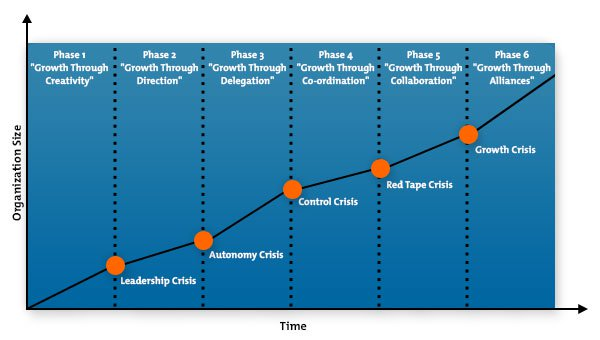 Phase 1
"Growth Through
Creativity"
Phase 2
"Growth Through
Direction"
Phase 3
"Growth Through
Delegation"
Phase 4
"Growth Through
Co-ordination"
Phase 5
"Growth Through
Collaboration"
Phase 6
"Growth Through
Alliances"
Growth Crisis
Red Tape Crisis
Control Crisis
Autonomy Crisis
Leadership Crisis
Organization Size
Time